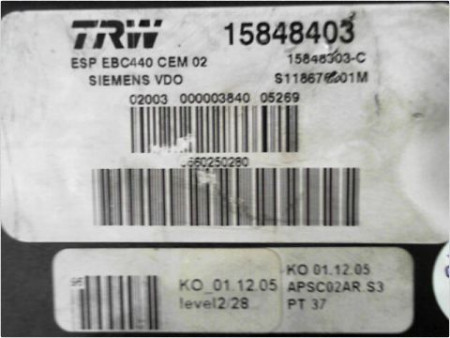 TRW 15848403
ESP EBC440 CEM 02 15848303-C
SIEMENS VDO
02003 000003840 05269
KO_01.12.05
level2/28
KO 01.12.05
APSC02AR.S3
PT 37